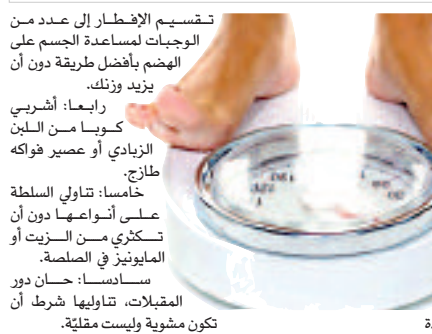 تقسيم الإفطار إلى عدد من
الوجبات لمساعدة الجسم على
الهضم بأفضل طريقة دون أن
يزيد وزنك.
رابعا: أشربي
كوبا من اللبن
الزبادي أو عصير فواكه
طازج.
خامسا: تناولي السلطة
على أنواعها دون أن
تكثري من الزيت أو
المايونيز في الصلصة.
سادسا: حان دور
المقبلات، تناوليها شرط أن
تكون مشوية وليست مقليّة.